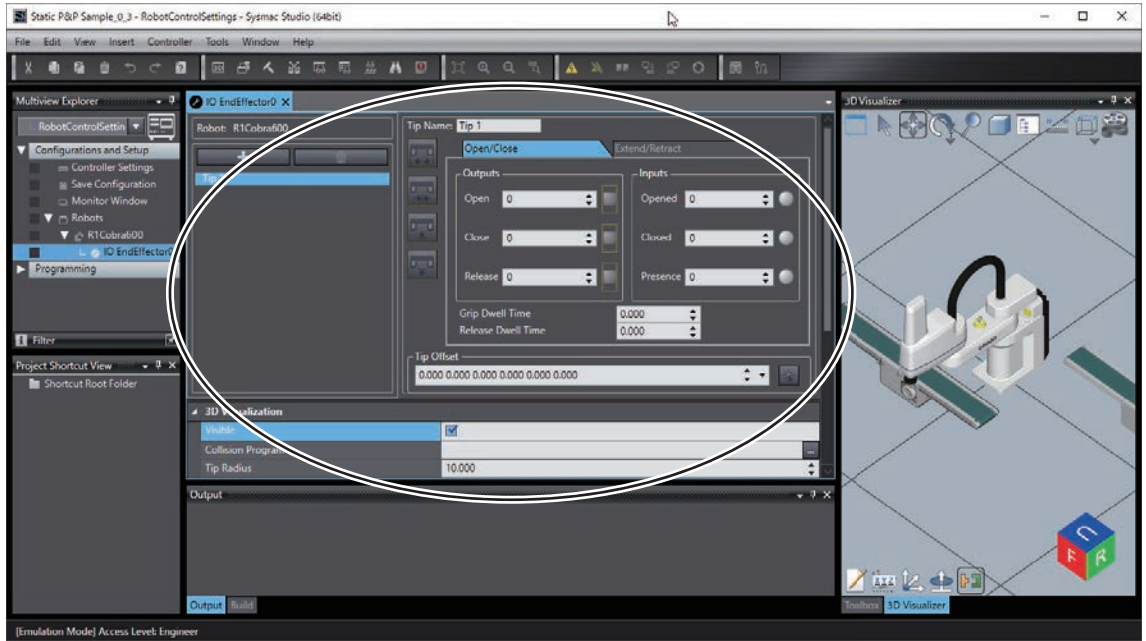 Static P&P Sample_0_3 - RobotControlSettings - Sysmac Studio (64bit)
File Edit View Insert Controller Tools Window Help
Multiview Explorer
RobotControlSettin
Configurations and Setup
Controller Settings
Save Configuration
Monitor Window
Robots
R1Cobra600
IO EndEffector0
Programming
Filter
Project Shortcut View
Shortcut Root Folder
IO EndEffector0
Robot: R1Cobra600
Tip Name: Tip 1
Open/Close Extend/Retract
Outputs Inputs
Open 0 Opened 0
Close 0 Closed 0
Release 0 Presence 0
Grip Dwell Time 0.000
Release Dwell Time 0.000
Tip Offset
0.000 0.000 0.000 0.000 0.000 0.000
3D Visualization
Visible
Collision Program
Tip Radius 10.000
Output
Output Build
3D Visualizer
Toolbox 3D Visualizer
[Emulation Mode] Access Level: Engineer